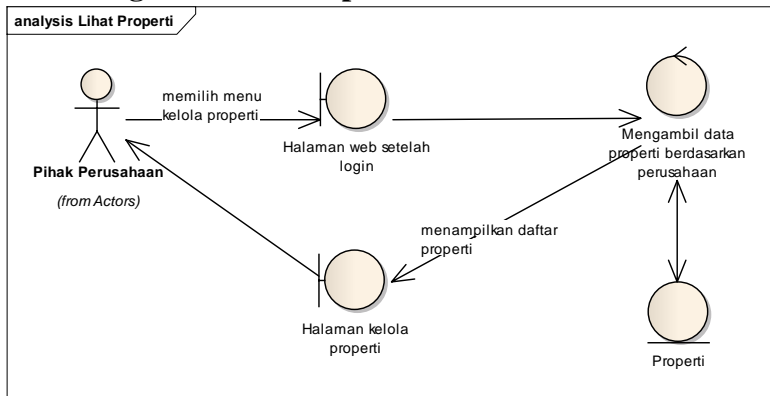 analysis Lihat Properti
memilih menu
kelola properti
Halaman web setelah
login
Mengambil data
properti berdasarkan
perusahaan
Pihak Perusahaan
(from Actors)
menampilkan daftar
properti
Halaman kelola
properti
Properti